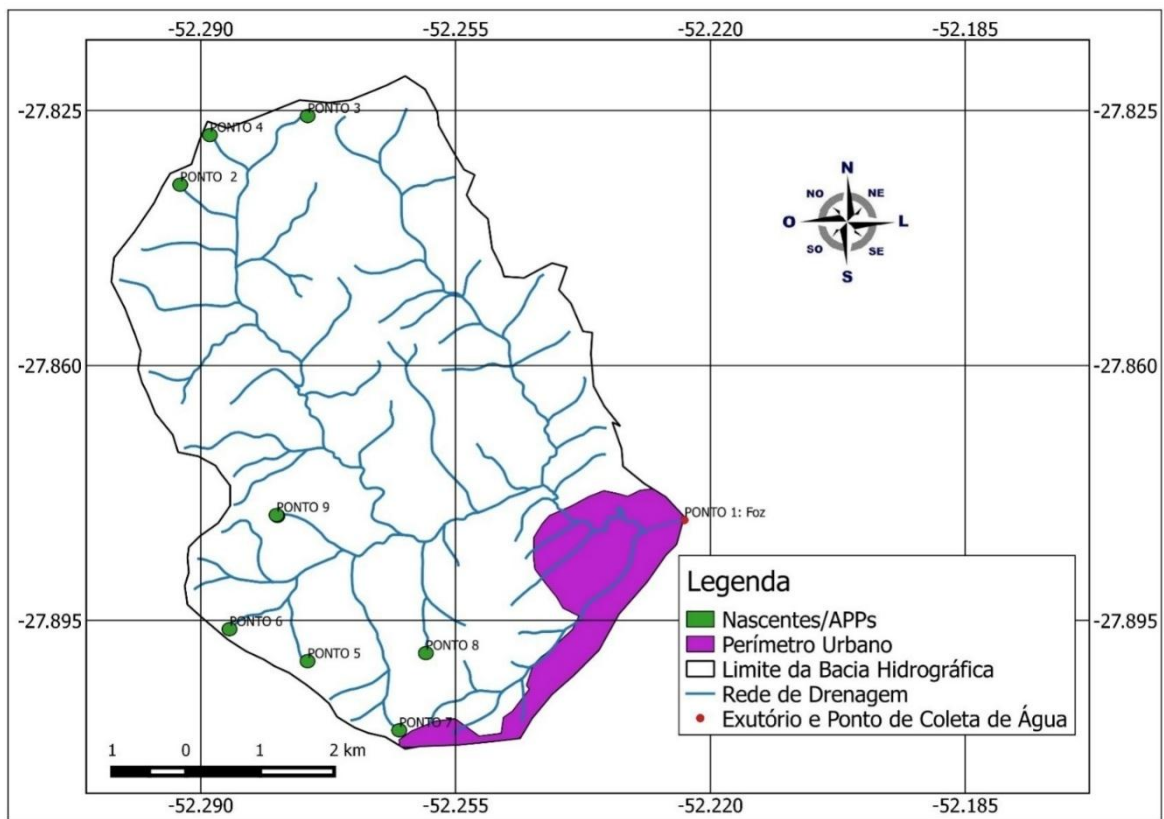 -52.290 -52.255 -52.220 -52.185
-27.825 -27.825
PONTO 3
PONTO 4
PONTO 2
N
NO NE
O L
SO SE
S
-27.860 -27.860
PONTO 9
PONTO 1: Foz
-27.895 -27.895
PONTO 6
PONTO 5
PONTO 8
PONTO 7
Legenda
Nascentes/APPs
Perímetro Urbano
Limite da Bacia Hidrográfica
Rede de Drenagem
Exutório e Ponto de Coleta de Água
1 0 1 2 km
-52.290 -52.255 -52.220 -52.185